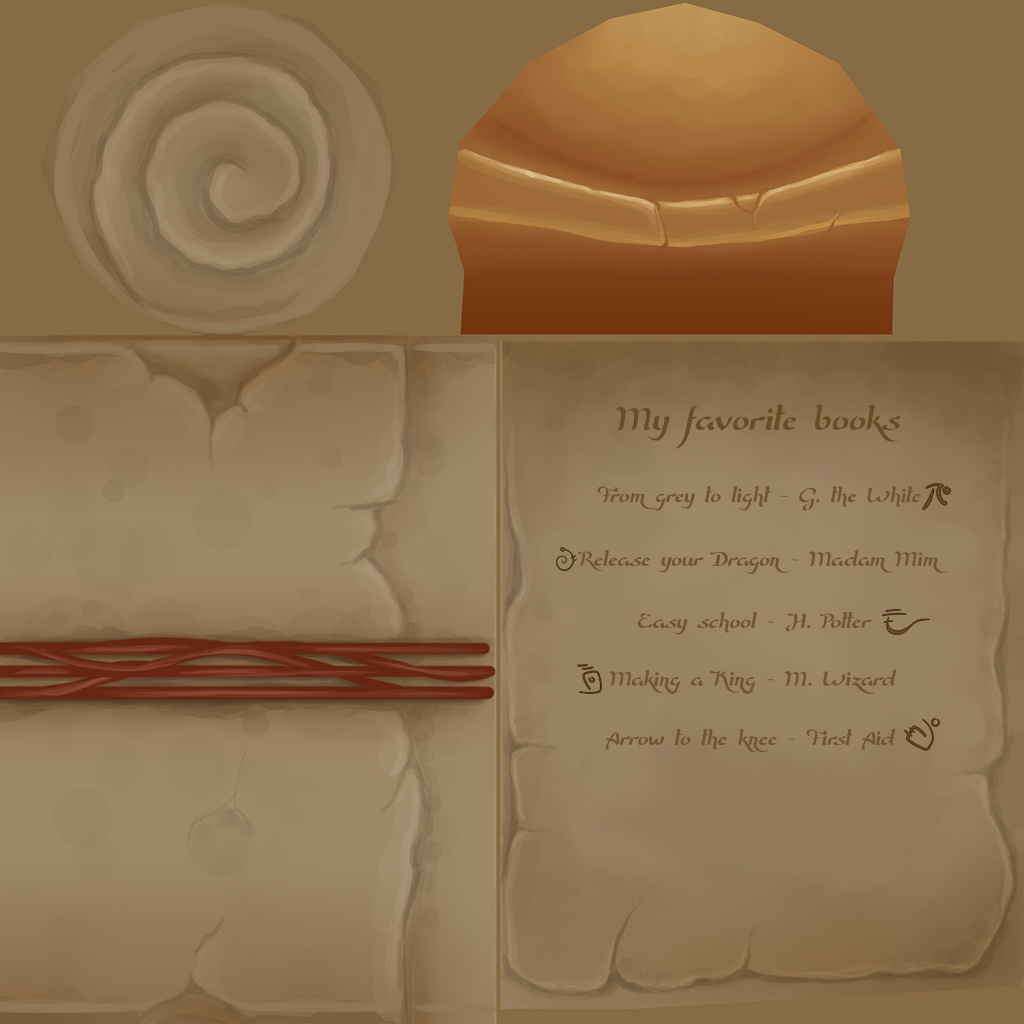 My favorite books
From grey to light - G. the White
Release your Dragon - Madam Mim
Easy school - H. Potter
Making a King - M. Wizard
Arrow to the knee - First Aid